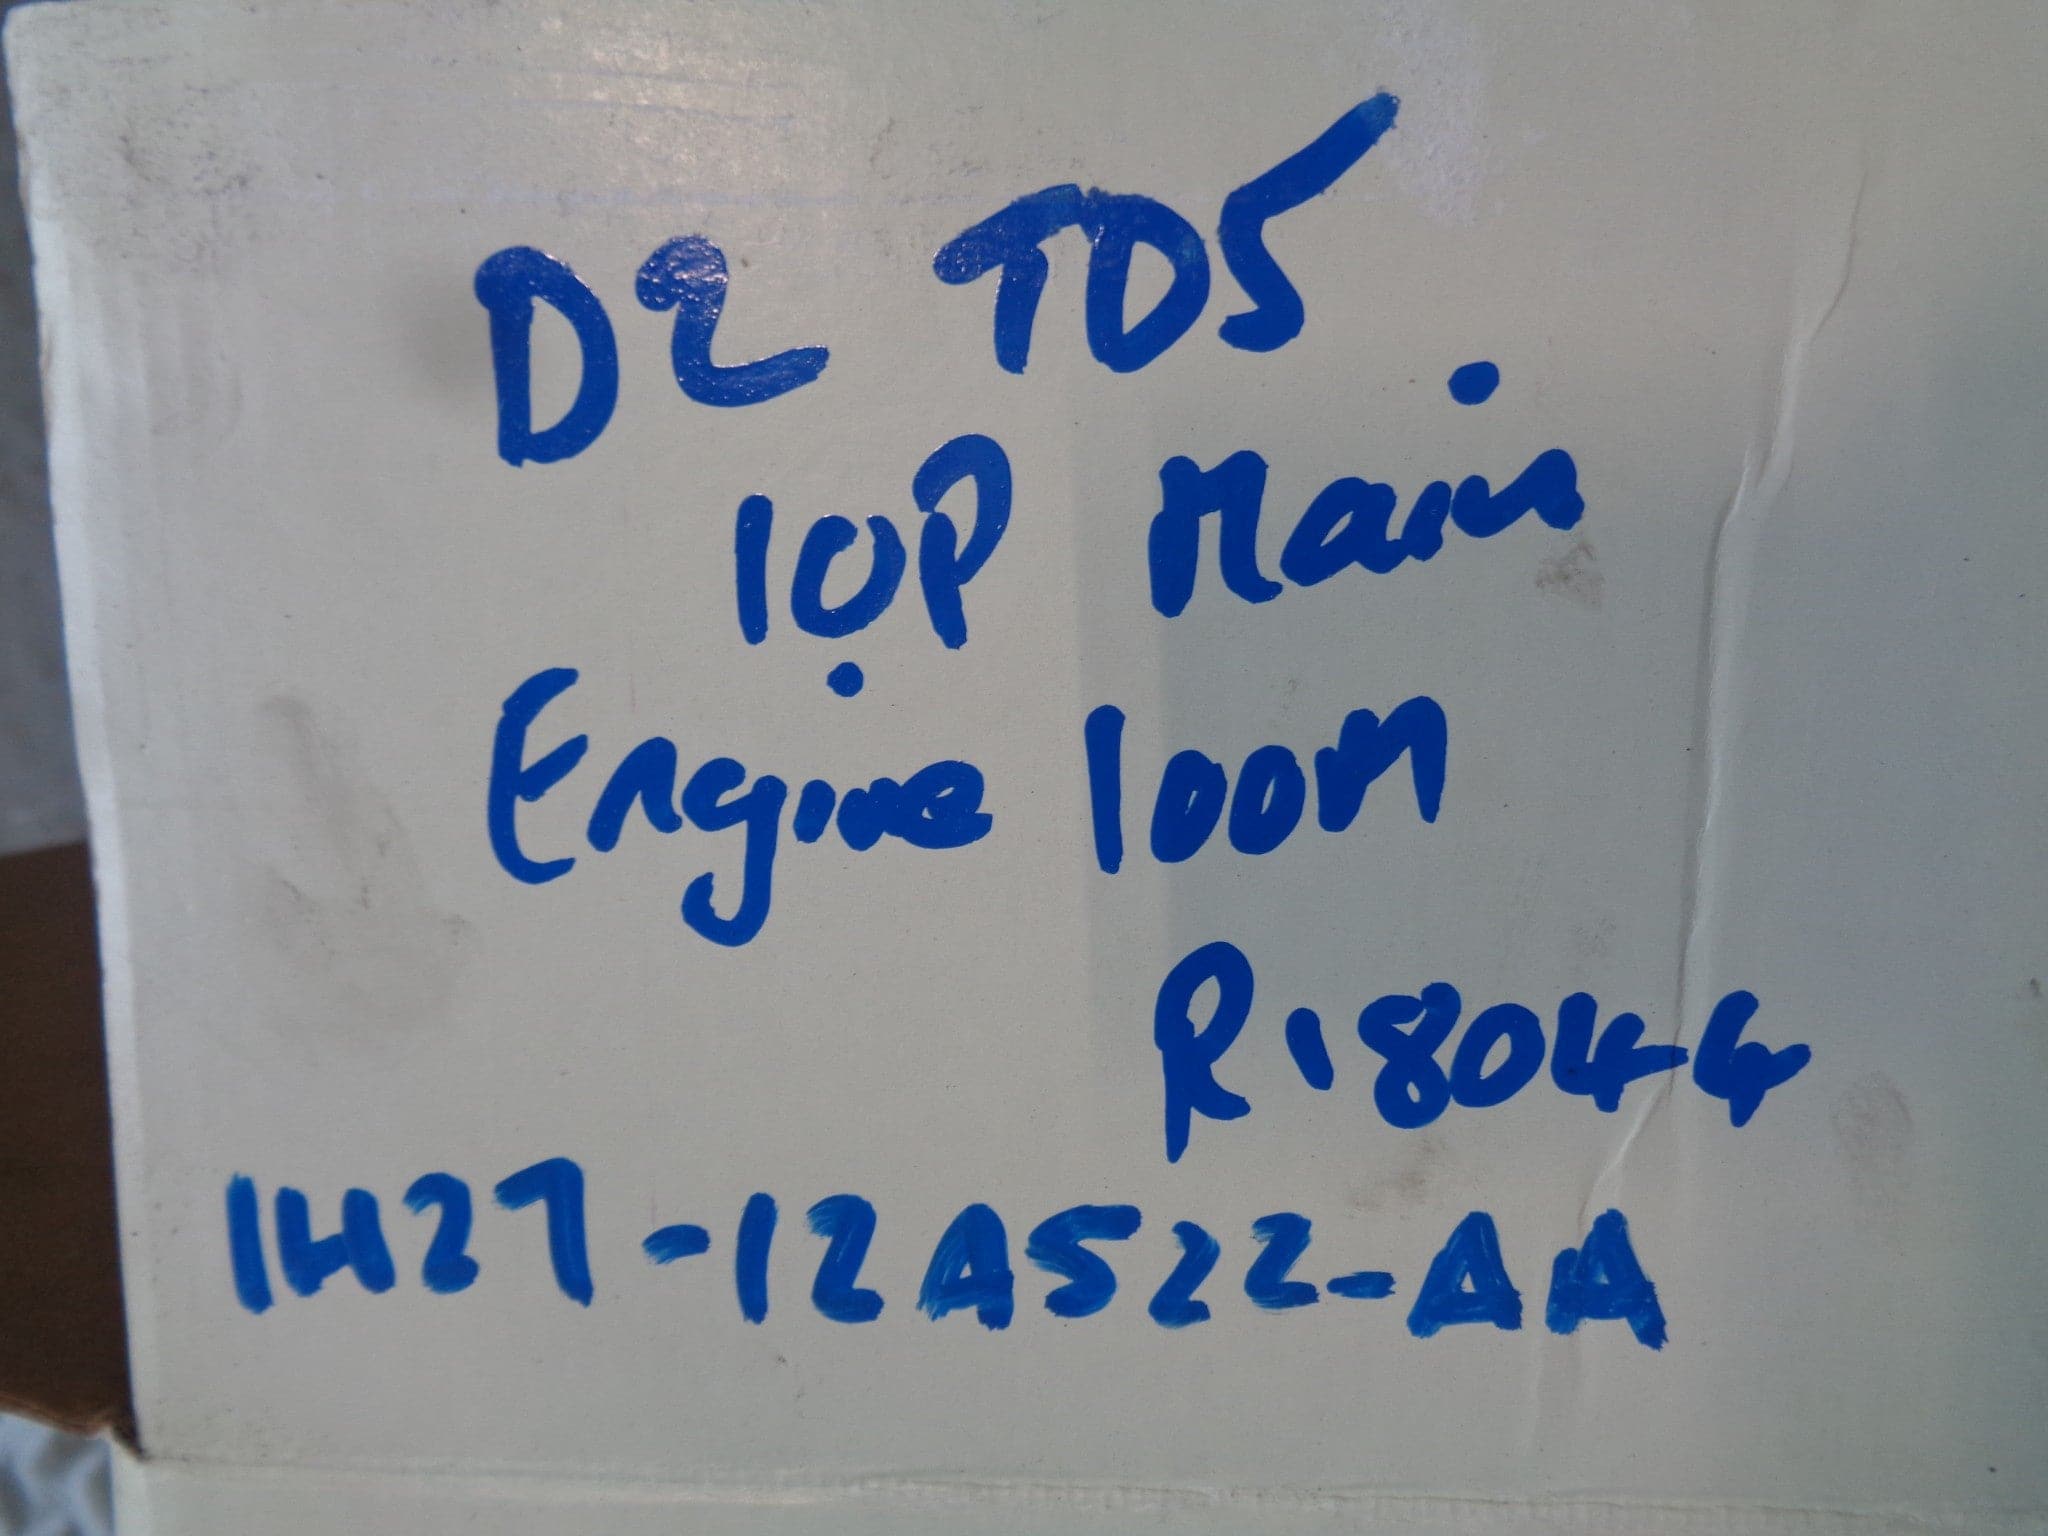 D2 TD5
10P Main
Engine loom
R18044
1H27-12A522-AA